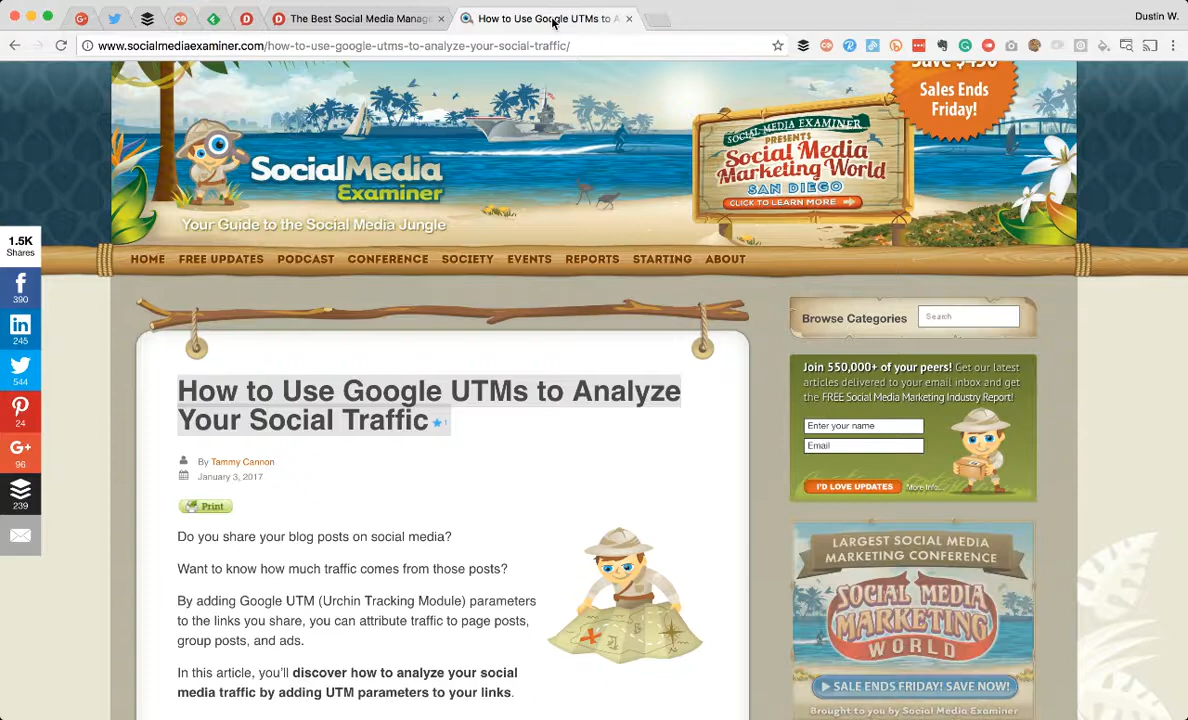 Dustin W.
The Best Social Media Manag
How to Use Google UTMs to A
www.socialmediaexaminer.com/how-to-use-google-utms-to-analyze-your-social-traffic/
Save $450
Sales Ends
Friday!
SOCIAL MEDIA EXAMINER
PRESENTS
Social Media
Marketing World
SAN DIEGO
CLICK TO LEARN MORE
SocialMedia
Examiner
Your Guide to the Social Media Jungle
HOME FREE UPDATES PODCAST CONFERENCE SOCIETY EVENTS REPORTS STARTING ABOUT
1.5K
Shares
390
245
544
24
96
239
Browse Categories
Search
How to Use Google UTMs to Analyze
Your Social Traffic 1
By Tammy Cannon
January 3, 2017
Print
Do you share your blog posts on social media?
Want to know how much traffic comes from those posts?
By adding Google UTM (Urchin Tracking Module) parameters
to the links you share, you can attribute traffic to page posts,
group posts, and ads.
In this article, you'll discover how to analyze your social
media traffic by adding UTM parameters to your links.
Join 550,000+ of your peers! Get our latest
articles delivered to your email inbox and get
the FREE Social Media Marketing Industry Report!
Enter your name
Email
I'D LOVE UPDATES More Info...
LARGEST SOCIAL MEDIA
MARKETING CONFERENCE
SOCIAL MEDIA
MARKETING
WORLD
SALE ENDS FRIDAY! SAVE NOW!
Brought to you by Social Media Examiner